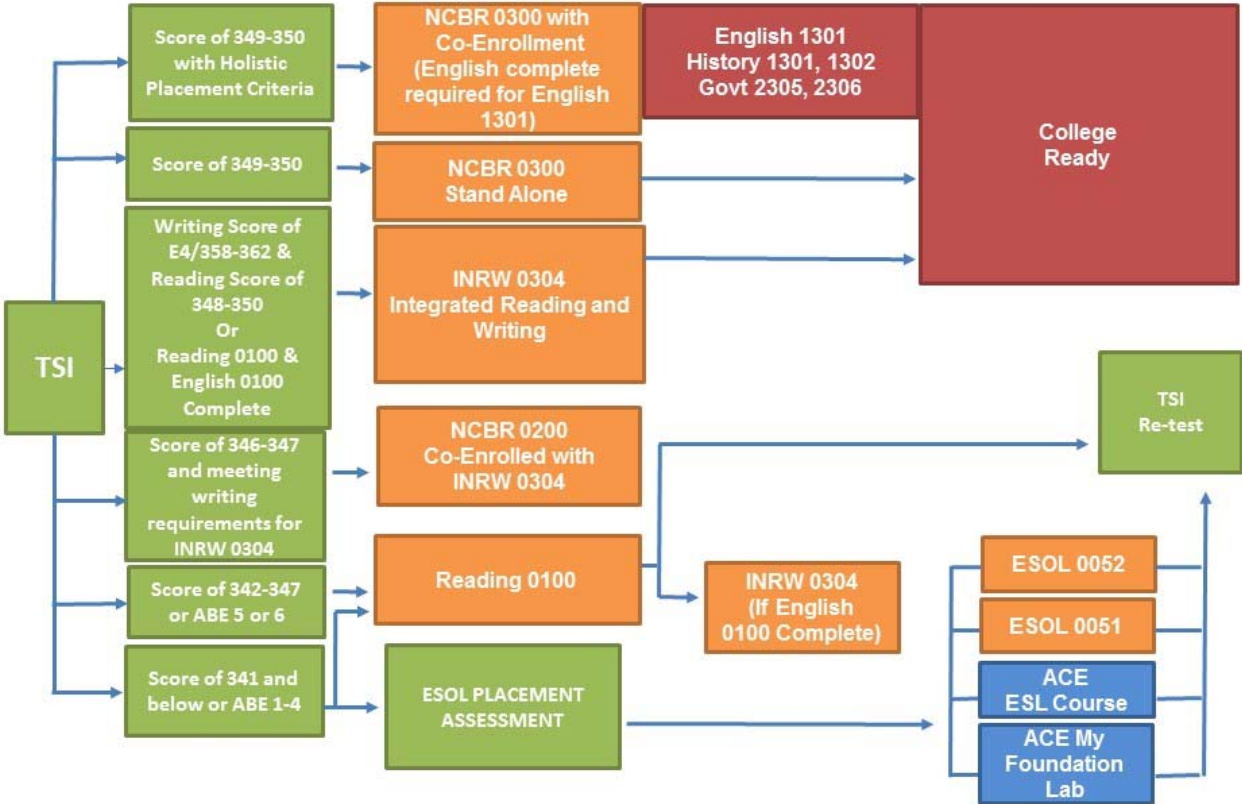 TSI
Score of 349-350
with Holistic
Placement Criteria
NCBR 0300 with
Co-Enrollment
(English complete
required for English
1301)
English 1301
History 1301, 1302
Govt 2305, 2306
College
Ready
Score of 349-350
NCBR 0300
Stand Alone
Writing Score of
E4/358-362 &
Reading Score of
348-350
Or
Reading 0100 &
English 0100
Complete
INRW 0304
Integrated Reading and
Writing
Score of 346-347
and meeting
writing
requirements for
INRW 0304
NCBR 0200
Co-Enrolled with
INRW 0304
TSI
Re-test
Score of 342-347
or ABE 5 or 6
Reading 0100
INRW 0304
(If English
0100 Complete)
Score of 341 and
below or ABE 1-4
ESOL PLACEMENT
ASSESSMENT
ESOL 0052
ESOL 0051
ACE
ESL Course
ACE My
Foundation
Lab